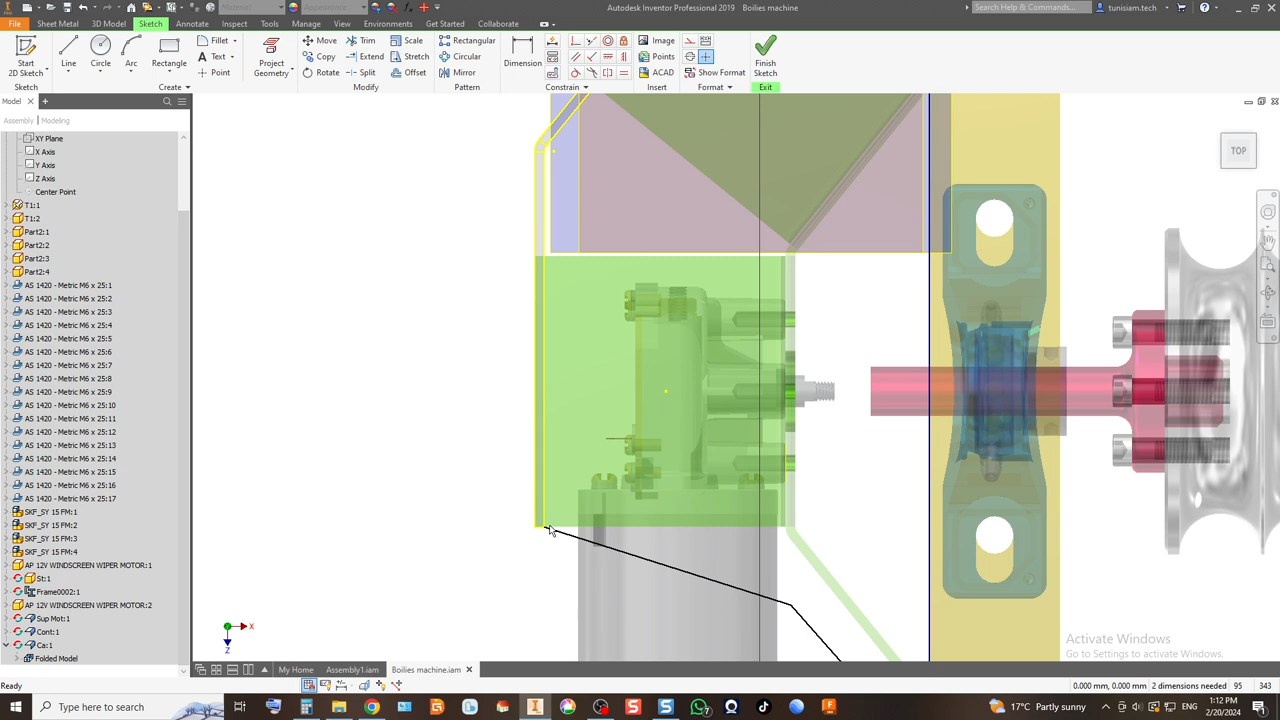 Material
Appearance
Autodesk Inventor Professional 2019   Boilies machine
Search Help & Commands...
tunisiam.tech
File
Sheet Metal
3D Model
Sketch
Annotate
Inspect
Tools
Manage
View
Environments
Get Started
Collaborate
Start
2D Sketch
Line
Circle
Arc
Rectangle
Fillet
Text
Point
Project
Geometry
Move
Copy
Rotate
Trim
Extend
Split
Scale
Stretch
Offset
Rectangular
Circular
Mirror
Dimension
Image
Points
ACAD
Show Format
Finish
Sketch
Sketch
Create
Modify
Pattern
Constrain
Insert
Format
Exit
Model
Assembly
Modeling
XY Plane
X Axis
Y Axis
Z Axis
Center Point
T1:1
T1:2
Part2:1
Part2:2
Part2:3
Part2:4
AS 1420 - Metric M6 x 25:1
AS 1420 - Metric M6 x 25:2
AS 1420 - Metric M6 x 25:3
AS 1420 - Metric M6 x 25:4
AS 1420 - Metric M6 x 25:5
AS 1420 - Metric M6 x 25:6
AS 1420 - Metric M6 x 25:7
AS 1420 - Metric M6 x 25:8
AS 1420 - Metric M6 x 25:9
AS 1420 - Metric M6 x 25:10
AS 1420 - Metric M6 x 25:11
AS 1420 - Metric M6 x 25:12
AS 1420 - Metric M6 x 25:13
AS 1420 - Metric M6 x 25:14
AS 1420 - Metric M6 x 25:15
AS 1420 - Metric M6 x 25:16
AS 1420 - Metric M6 x 25:17
SKF_SY 15 FM:1
SKF_SY 15 FM:2
SKF_SY 15 FM:3
SKF_SY 15 FM:4
AP 12V WINDSCREEN WIPER MOTOR:1
St:1
Frame0002:1
AP 12V WINDSCREEN WIPER MOTOR:2
Sup Mot:1
Cont:1
Ca:1
Folded Model
TOP
X
Z
Activate Windows
Go to Settings to activate Windows.
My Home
Assembly1.iam
Boilies machine.iam
Ready
0.000 mm, 0.000 mm
2 dimensions needed
95
343
Type here to search
17°C Partly sunny
1:12 PM
2/20/2024